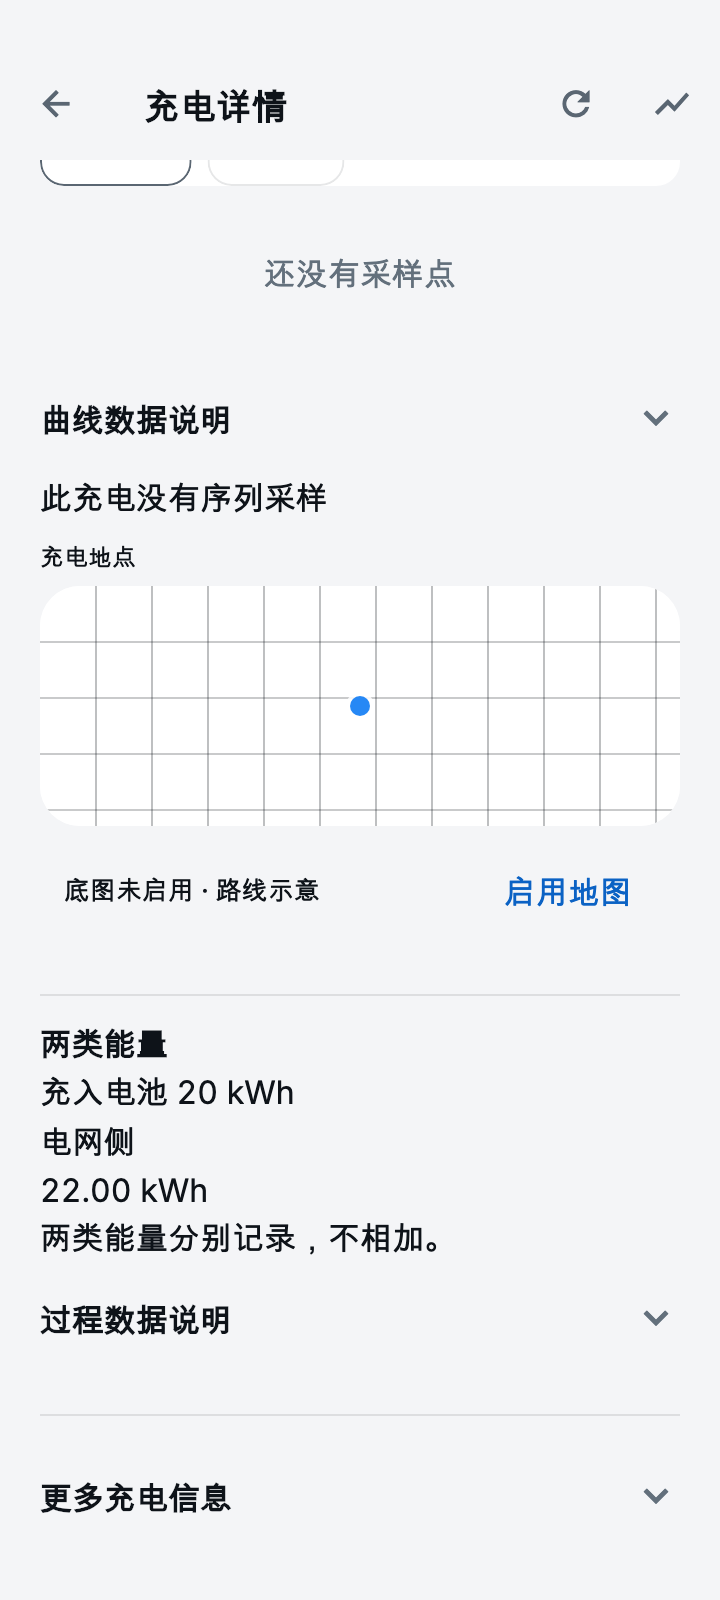 充电详情
还没有采样点
曲线数据说明
此充电没有序列采样
充电地点
底图未启用 · 路线示意
启用地图
两类能量
充入电池 20 kWh
电网侧
22.00 kWh
两类能量分别记录，不相加。
过程数据说明
更多充电信息